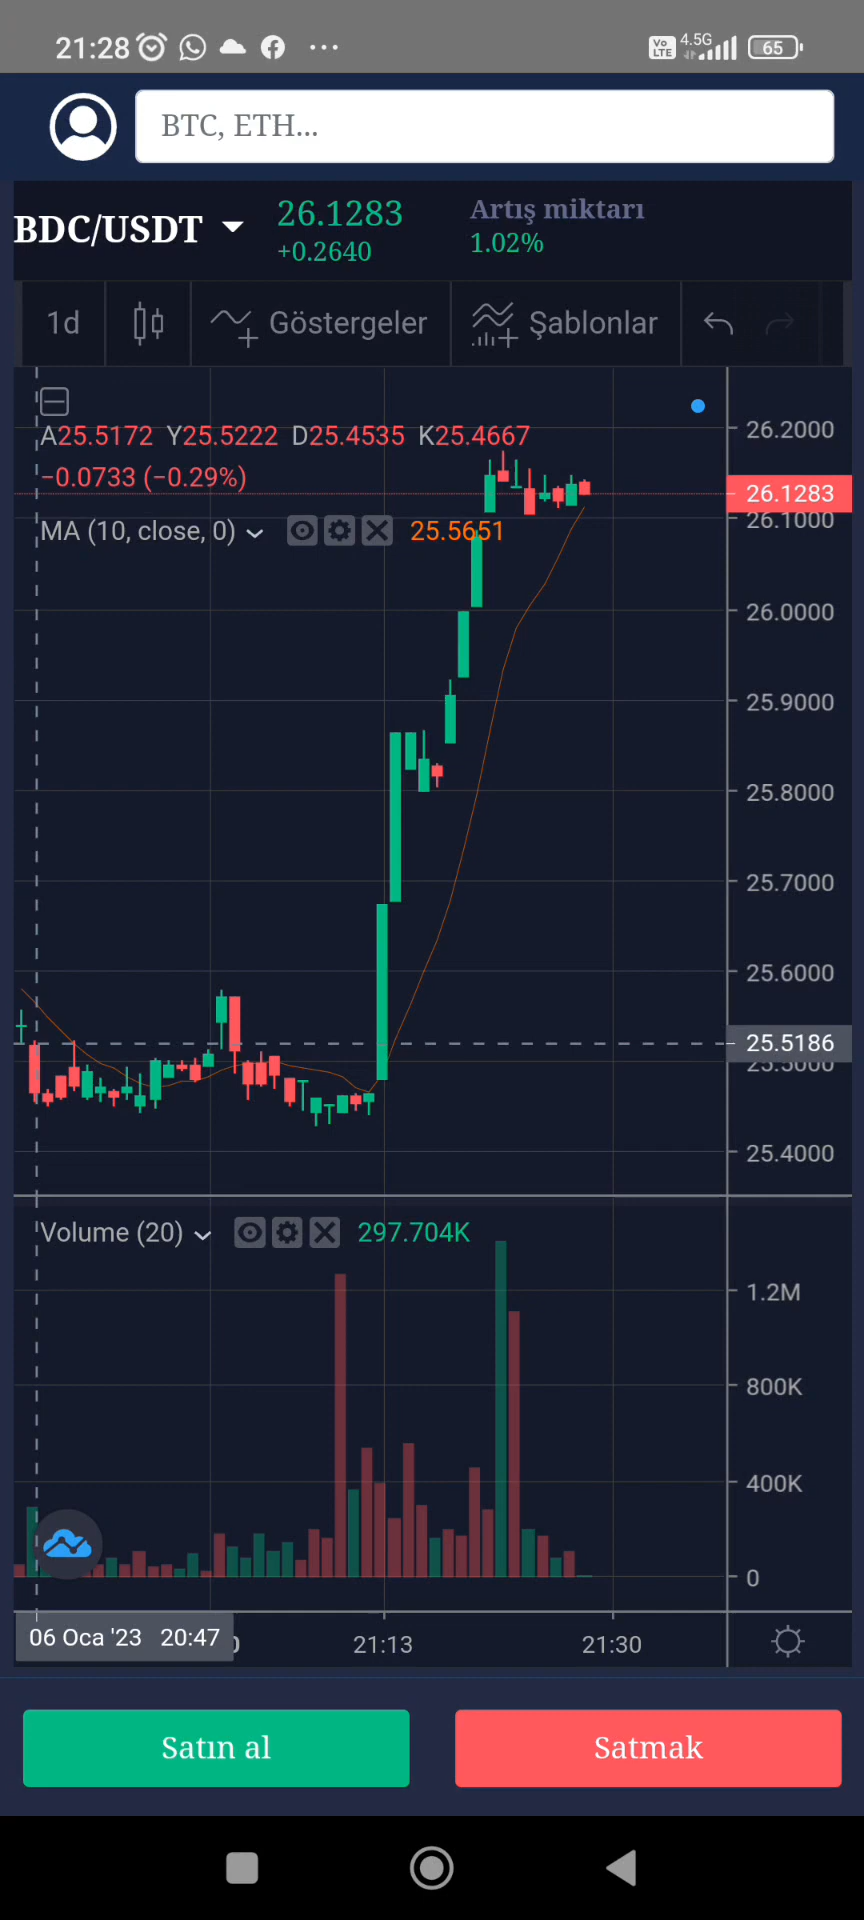 21:28
Vo LTE 4.5G 65
BTC, ETH...
BDC/USDT 26.1283 Artış miktarı
+0.2640 1.02%
1d Göstergeler Şablonlar
A25.5172 Y25.5222 D25.4535 K25.4667
−0.0733 (−0.29%)
MA (10, close, 0) 25.5651
26.2000
26.1283
26.1000
26.0000
25.9000
25.8000
25.7000
25.6000
25.5186
25.5000
25.4000
Volume (20) 297.704K
1.2M
800K
400K
0
06 Oca '23 20:47 21:13 21:30
Satın al Satmak